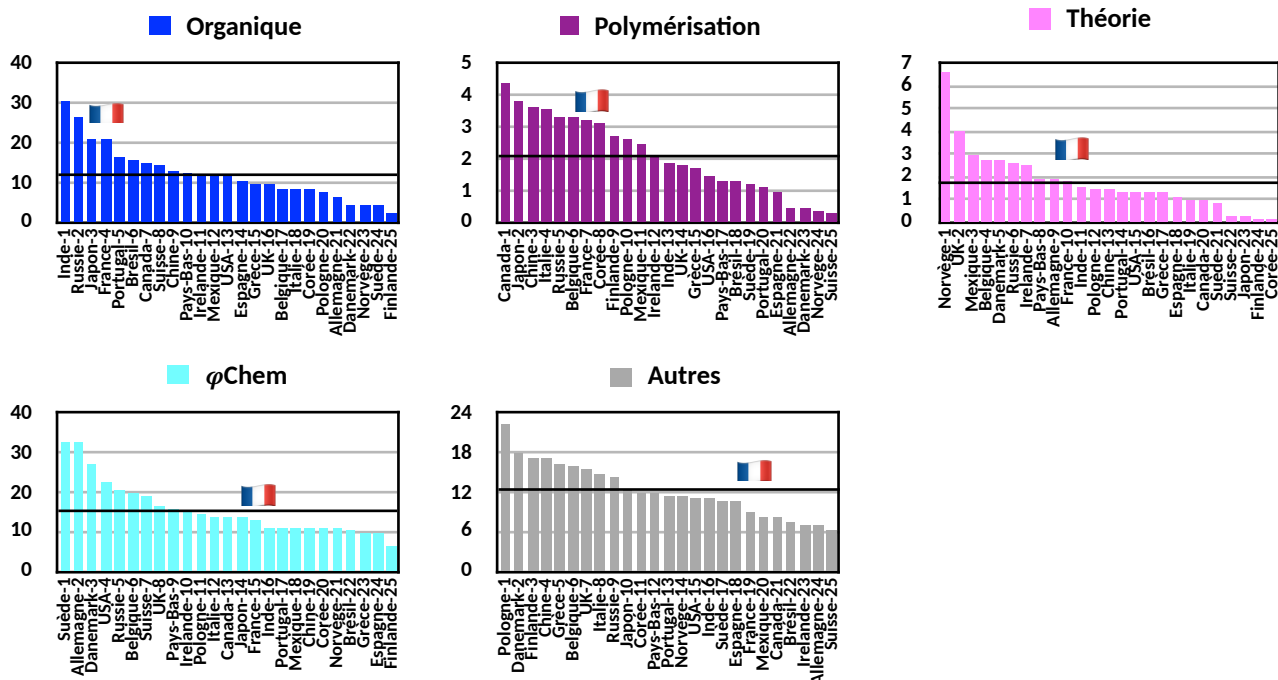 Organique
40
30
20
10
0
Inde-1
Russie-2
Japon-3
France-4
Portugal-5
Brésil-6
Canada-7
Suisse-8
Chine-9
Pays-Bas-10
Irelande-11
Mexique-12
USA-13
Espagne-14
Grèce-15
UK-16
Belgique-17
Italie-18
Corée-19
Pologne-20
Allemagne-21
Danemark-22
Norvège-23
Suède-24
Finlande-25
Polymérisation
5
4
3
2
1
0
Canada-1
Japon-2
Chine-3
Italie-4
Russie-5
Belgique-6
France-7
Corée-8
Finlande-9
Pologne-10
Mexique-11
Irlande-12
Inde-13
UK-14
Grèce-15
USA-16
Pays-Bas-17
Brésil-18
Suède-19
Portugal-20
Espagne-21
Allemagne-22
Danemark-23
Norvège-24
Suisse-25
Théorie
7
6
5
4
3
2
1
0
Norvège-1
UK-2
Mexique-3
Belgique-4
Danemark-5
Russie-6
Irelande-7
Pays-Bas-8
Allemagne-9
France-10
Inde-11
Pologne-12
Chine-13
Portugal-14
USA-15
Brésil-16
Grèce-17
Espagne-18
Italie-19
Canada-20
Suède-21
Suisse-22
Japon-23
Finlande-24
Corée-25
φChem
40
30
20
10
0
Suède-1
Allemagne-2
Danemark-3
USA-4
Russie-5
Belgique-6
Suisse-7
UK-8
Pays-Bas-9
Irelande-10
Pologne-11
Italie-12
Canada-13
Japon-14
France-15
Inde-16
Portugal-17
Mexique-18
Chine-19
Corée-20
Norvège-21
Brésil-22
Grèce-23
Espagne-24
Finlande-25
Autres
24
18
12
6
0
Pologne-1
Danemark-2
Finlande-3
Chine-4
Grèce-5
Belgique-6
UK-7
Italie-8
Russie-9
Japon-10
Corée-11
Pays-Bas-12
Portugal-13
Norvège-14
USA-15
Inde-16
Suède-17
Espagne-18
France-19
Mexique-20
Canada-21
Brésil-22
Irelande-23
Allemagne-24
Suisse-25